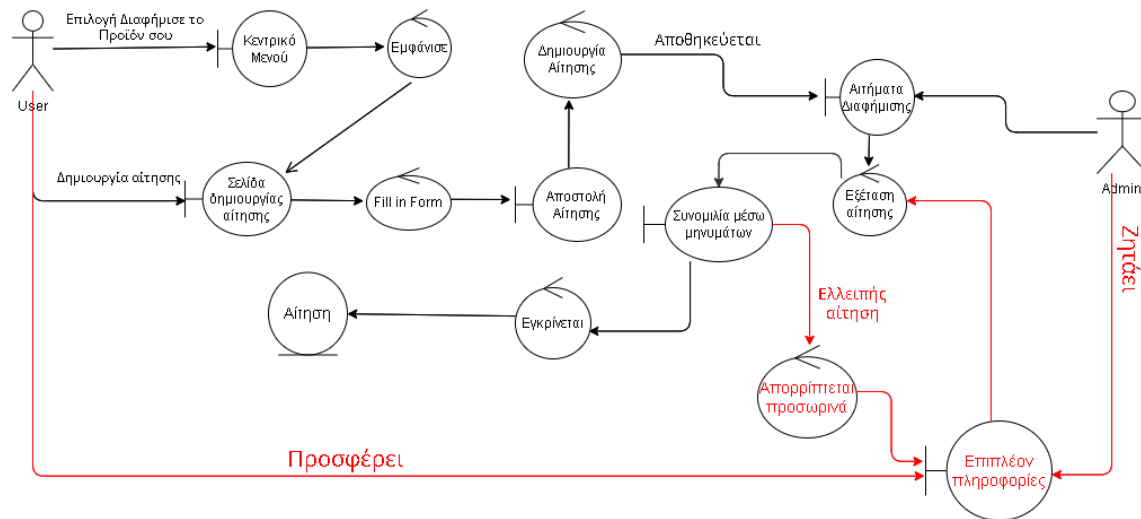 Επιλογή Διαφήμισε το
Προϊόν σου
Κεντρικό
Μενού
Εμφάνισε
Δημιουργία
Αίτησης
Αποθηκεύεται
Αιτήματα
Διαφήμισης
User
Admin
Δημιουργία αίτησης
Σελίδα
δημιουργίας
αίτησης
Fill in Form
Αποστολή
Αίτησης
Συνομιλία μέσω
μηνυμάτων
Εξέταση
αίτησης
Ζητάει
Ελλειπής
αίτηση
Αίτηση
Εγκρίνεται
Απορρίπτεται
προσωρινά
Προσφέρει
Επιπλέον
πληροφορίες